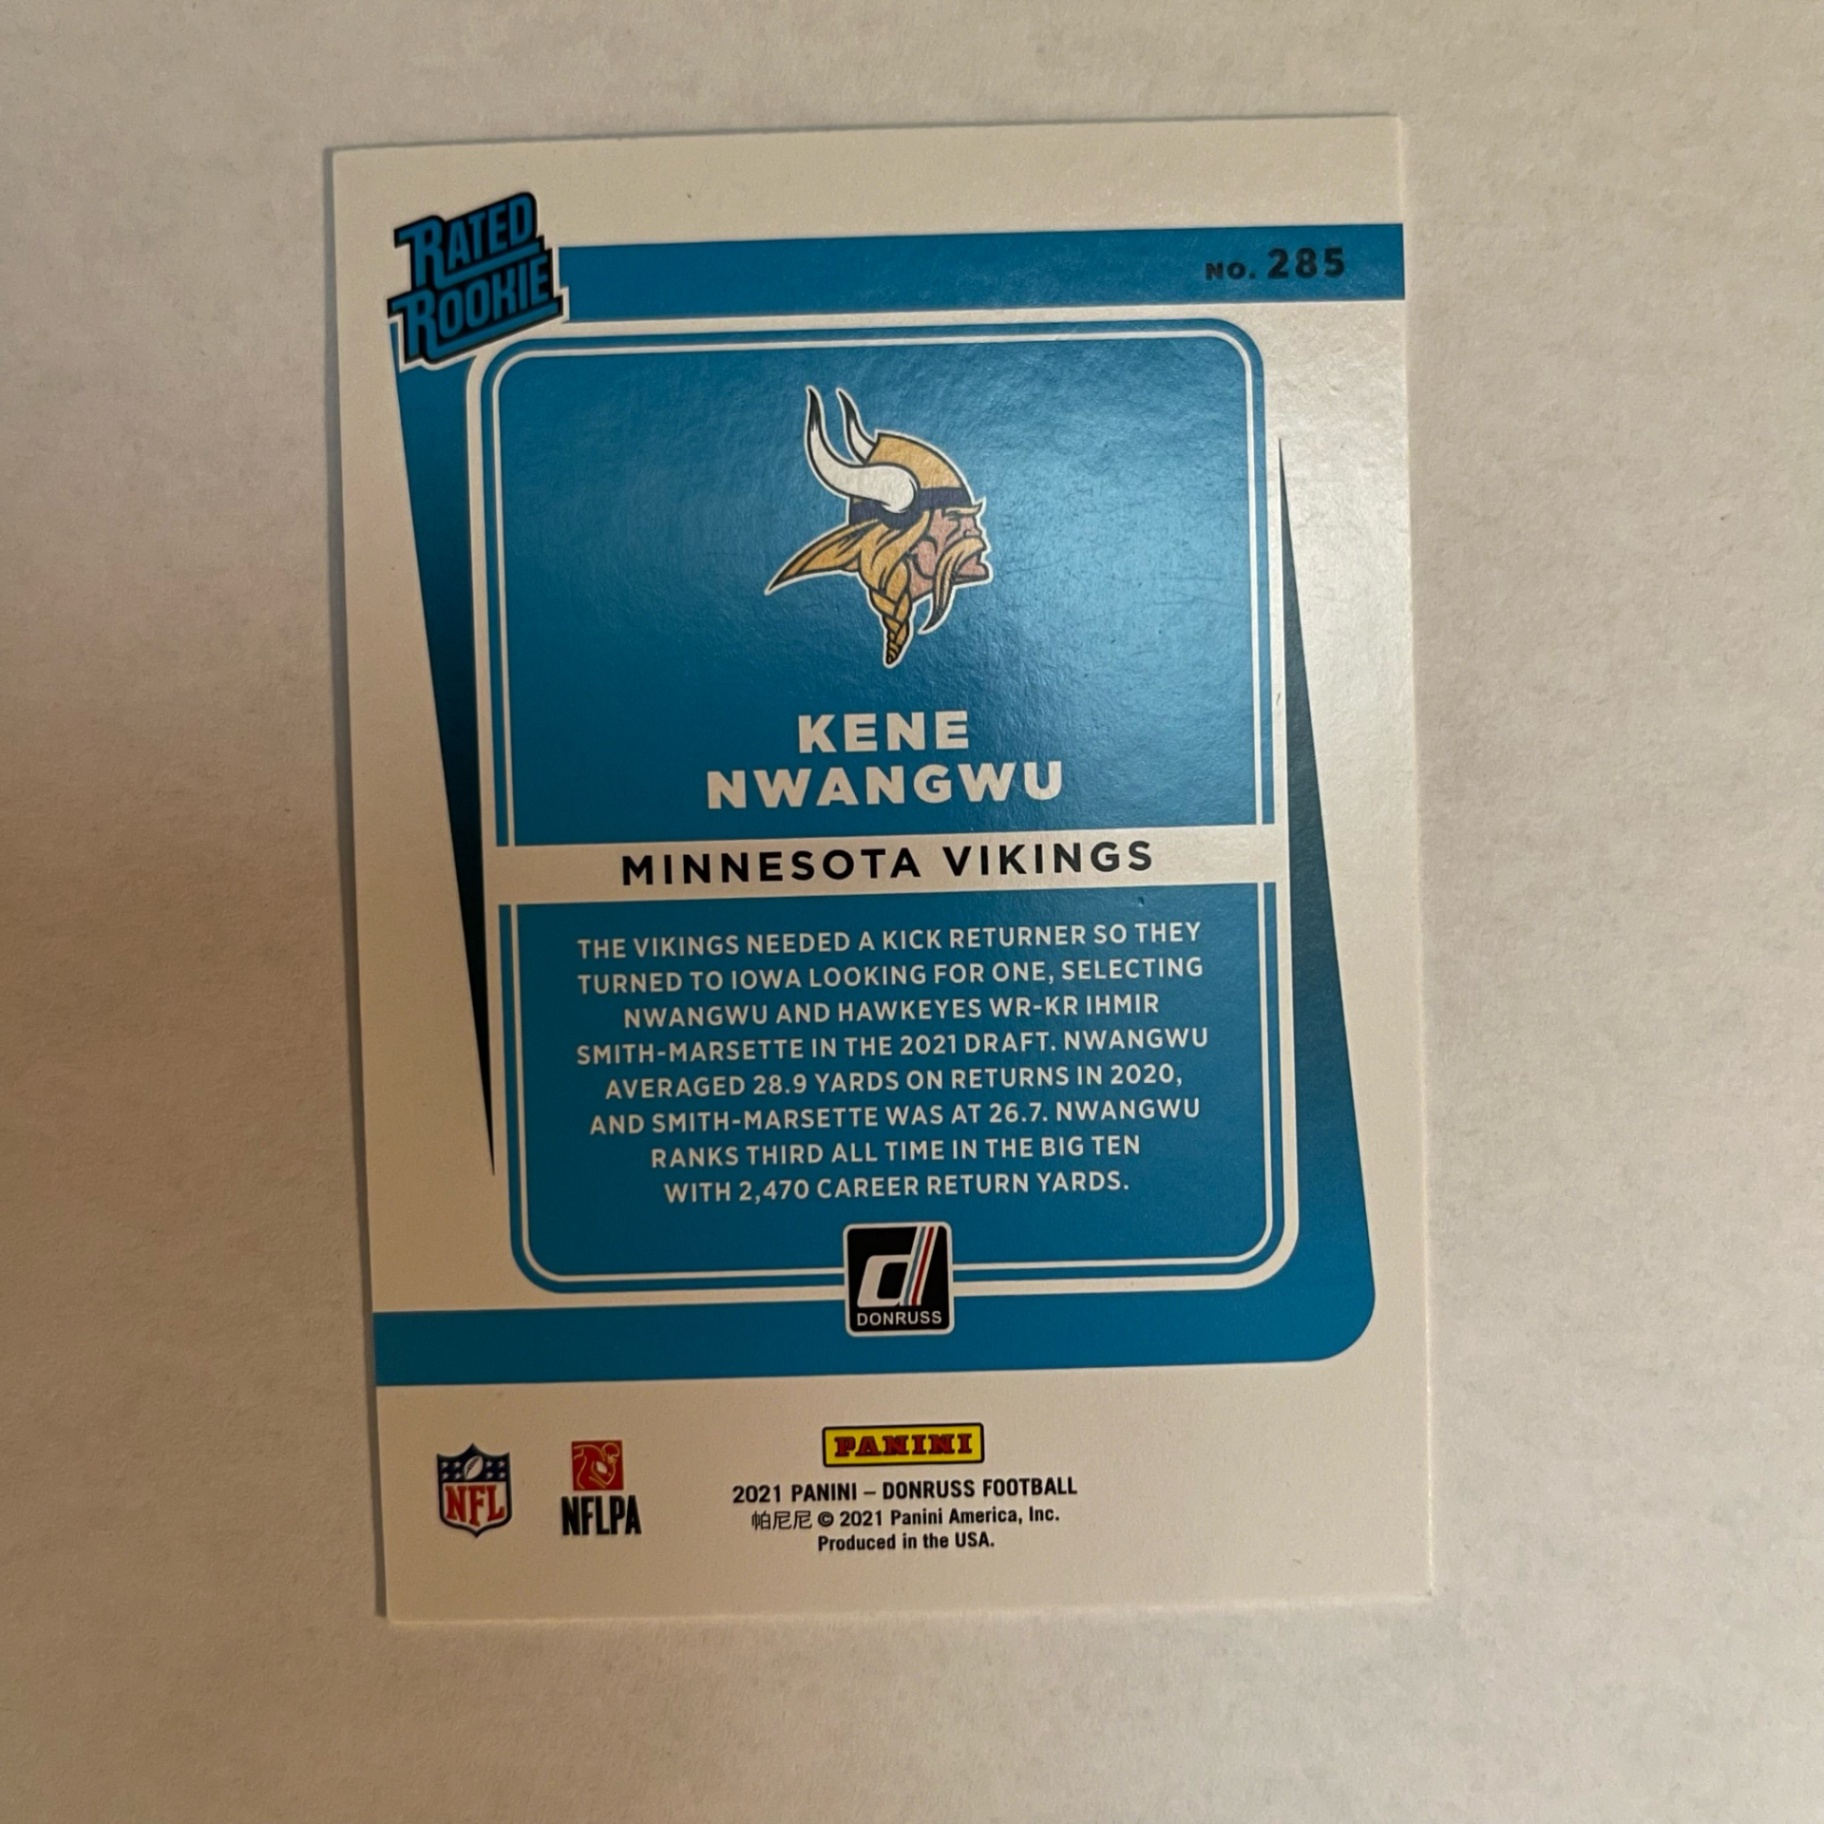 RATED
ROOKIE
NO. 285
KENE
NWANGWU
MINNESOTA VIKINGS
THE VIKINGS NEEDED A KICK RETURNER SO THEY
TURNED TO IOWA LOOKING FOR ONE, SELECTING
NWANGWU AND HAWKEYES WR-KR IHMIR
SMITH-MARSETTE IN THE 2021 DRAFT. NWANGWU
AVERAGED 28.9 YARDS ON RETURNS IN 2020,
AND SMITH-MARSETTE WAS AT 26.7. NWANGWU
RANKS THIRD ALL TIME IN THE BIG TEN
WITH 2,470 CAREER RETURN YARDS.
d
DONRUSS
NFL
NFLPA
PANINI
2021 PANINI – DONRUSS FOOTBALL
帕尼尼 © 2021 Panini America, Inc.
Produced in the USA.